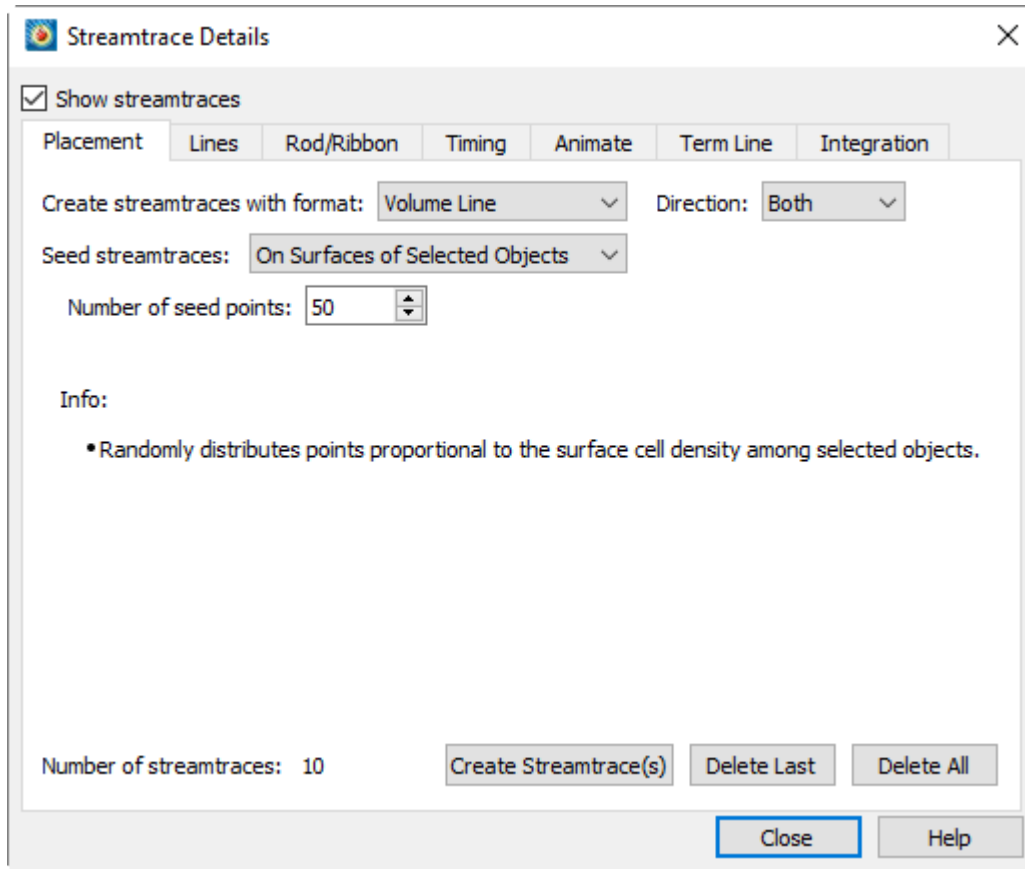 Streamtrace Details
Show streamtraces
Placement Lines Rod/Ribbon Timing Animate Term Line Integration
Create streamtraces with format: Volume Line Direction: Both
Seed streamtraces: On Surfaces of Selected Objects
Number of seed points: 50
Info:
•Randomly distributes points proportional to the surface cell density among selected objects.
Number of streamtraces: 10 Create Streamtrace(s) Delete Last Delete All
Close Help